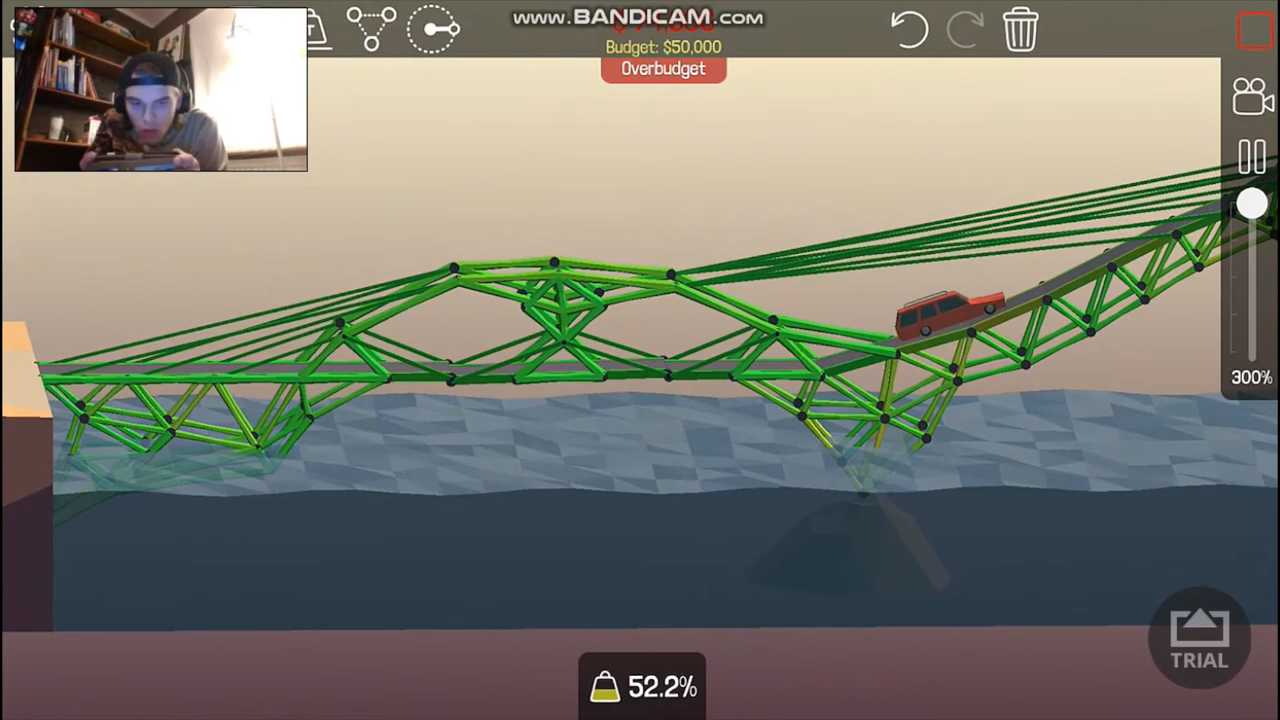 www.BANDICAM.com
Budget: $50,000
Overbudget
300%
TRIAL
52.2%